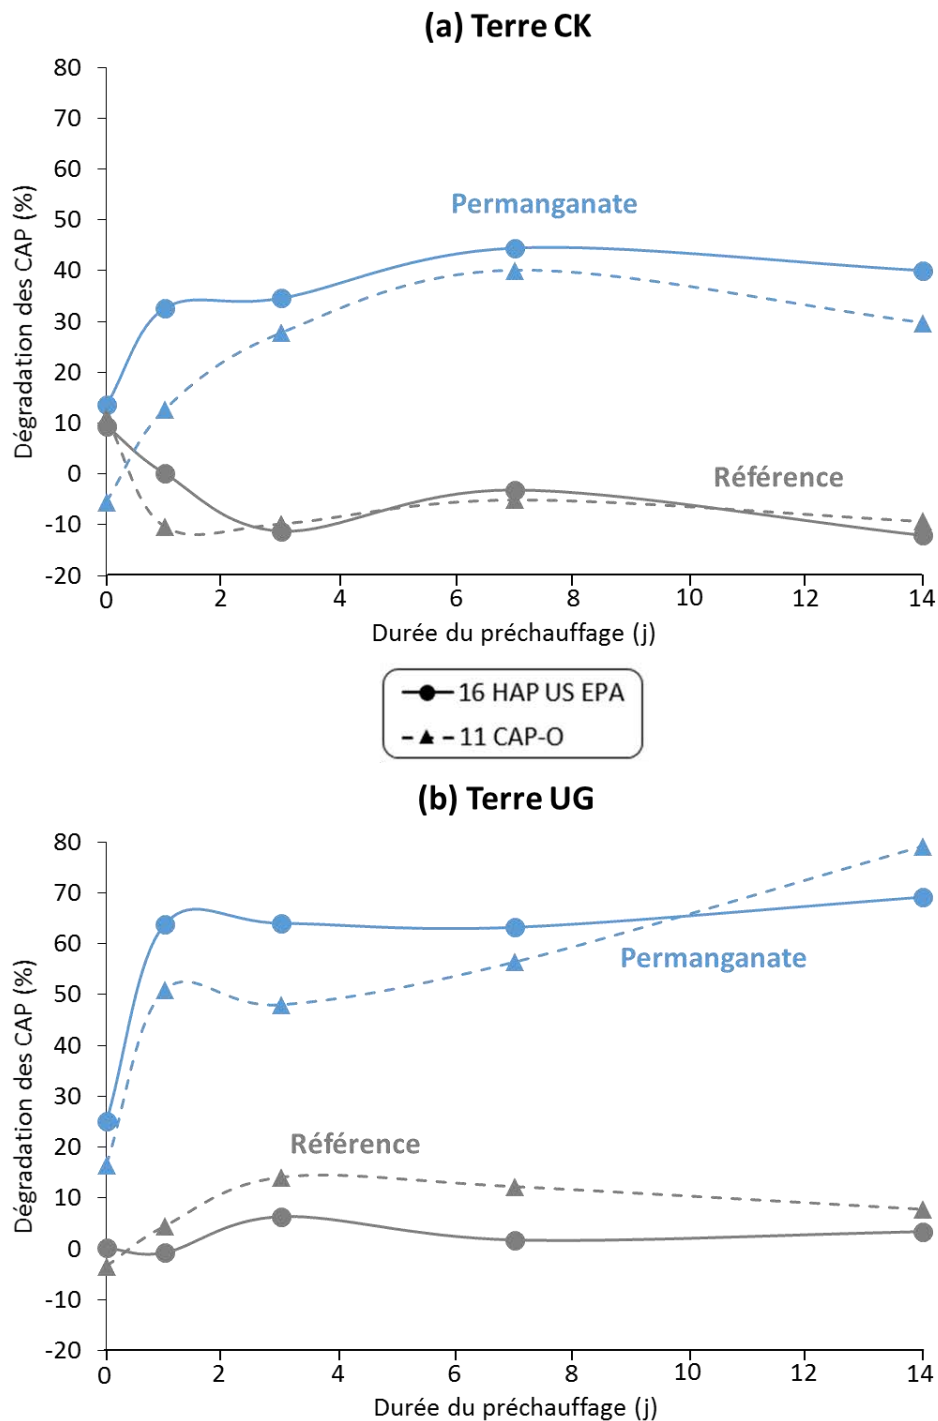 (a) Terre CK
80
70
60
50
40
30
20
10
0
-10
-20
Dégradation des CAP (%)
Permanganate
Référence
0 2 4 6 8 10 12 14
Durée du préchauffage (j)
16 HAP US EPA
11 CAP-O
(b) Terre UG
80
70
60
50
40
30
20
10
0
-10
-20
Dégradation des CAP (%)
Permanganate
Référence
0 2 4 6 8 10 12 14
Durée du préchauffage (j)